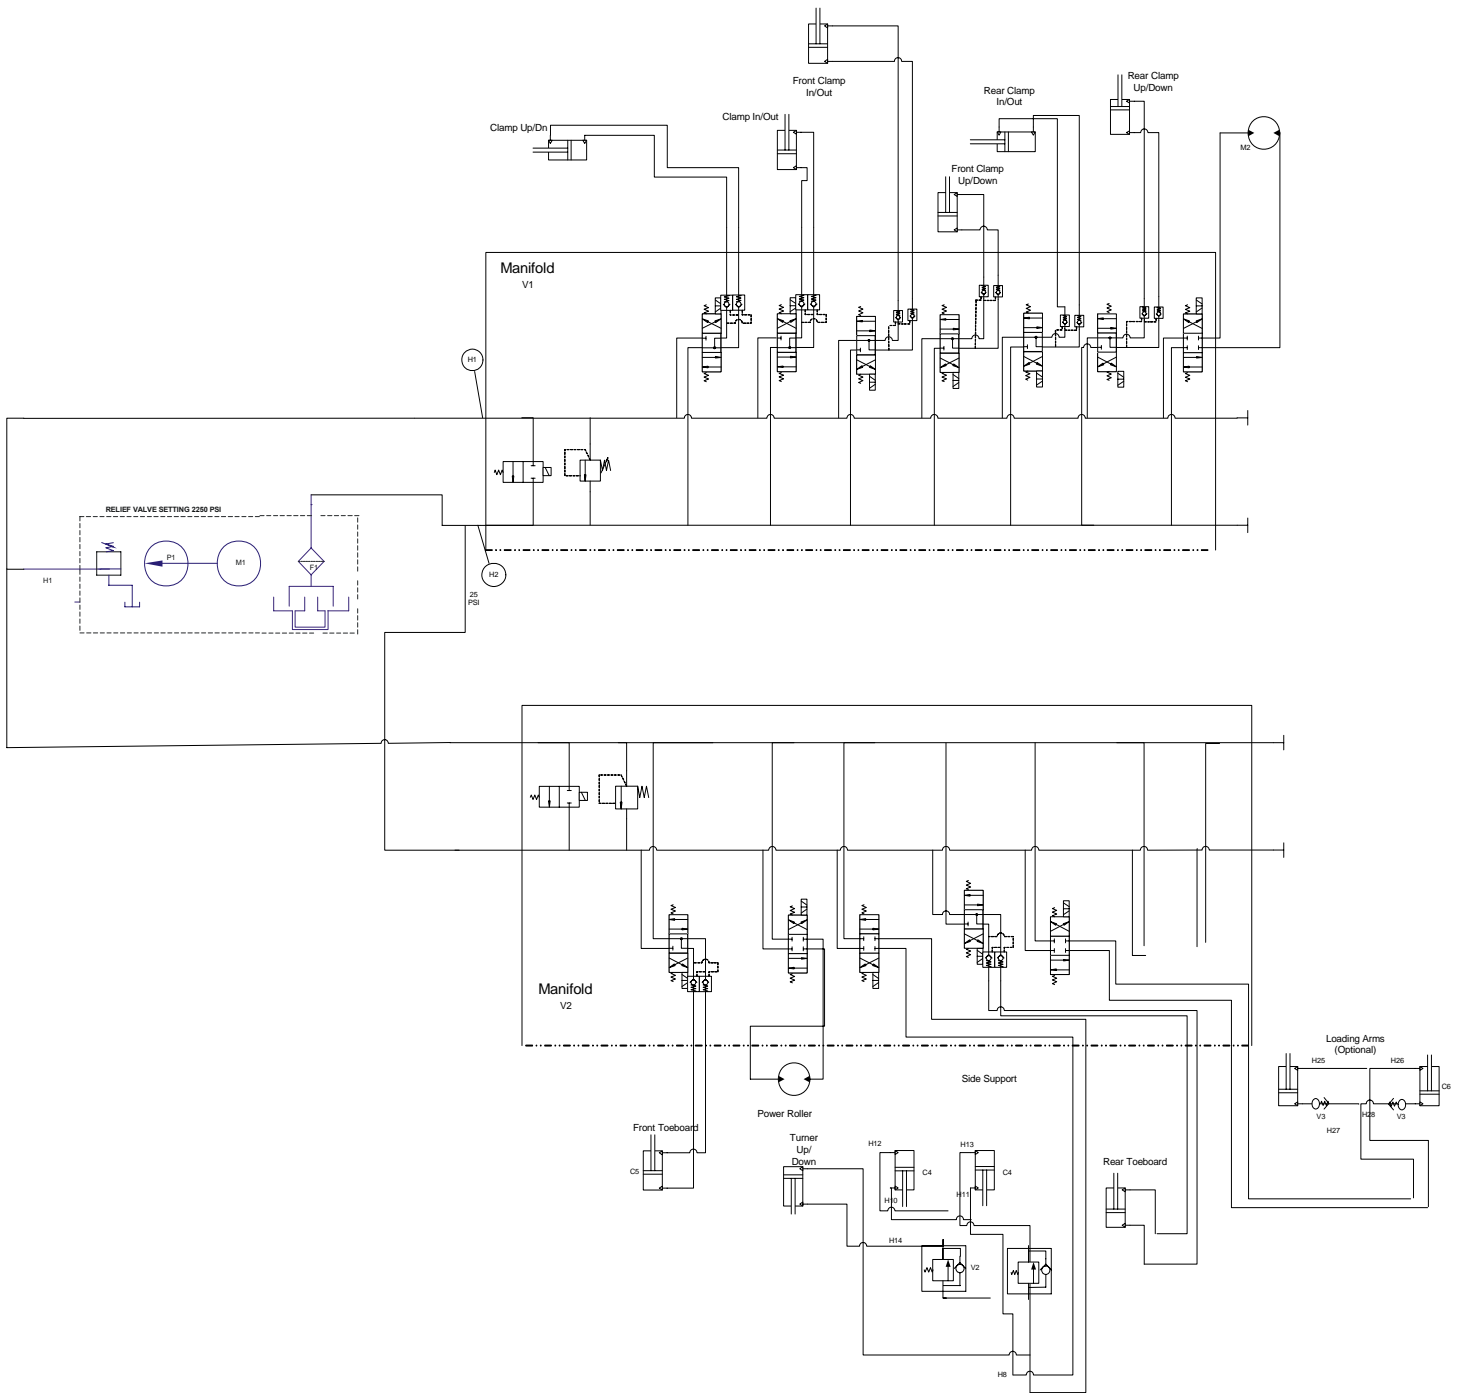 Front Clamp
In/Out
Rear Clamp
Up/Down
Rear Clamp
In/Out
Clamp In/Out
Clamp Up/Dn
M2
Front Clamp
Up/Down
Manifold
V1
H1
RELIEF VALVE SETTING 2250 PSI
P1
M1
F1
H1
H2
25
PSI
Manifold
V2
Loading Arms
(Optional)
H25
H26
C6
V3
H28
V3
H27
Side Support
Power Roller
Front Toeboard
Turner
Up/
Down
H12
H13
C5
C4
C4
Rear Toeboard
H10
H11
H14
V2
H8